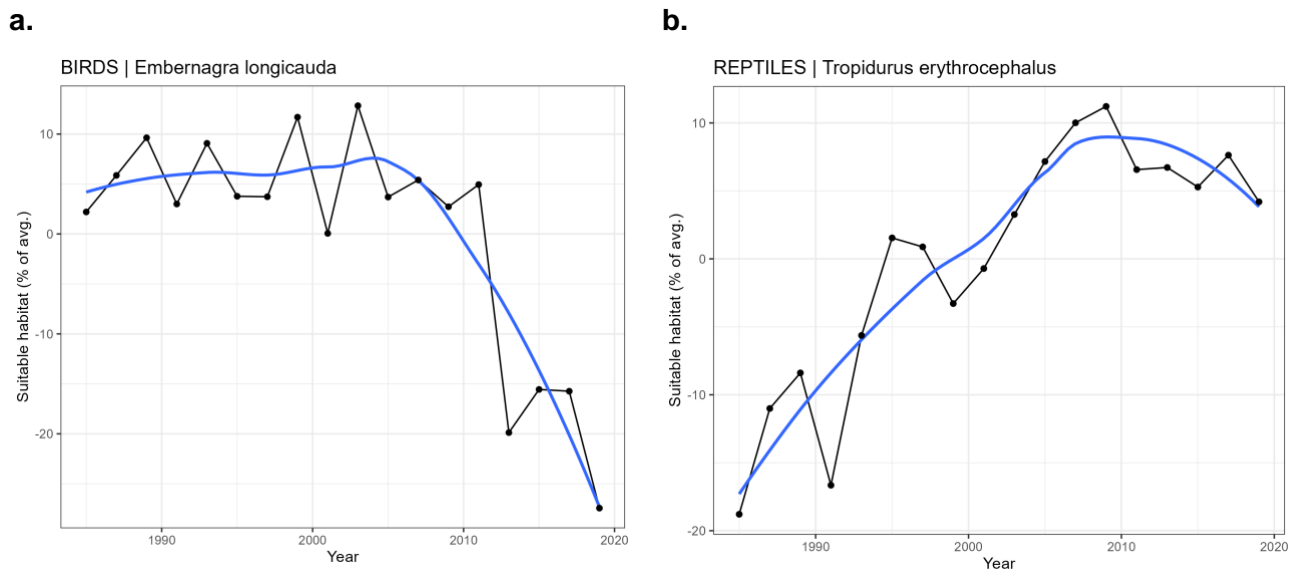 a.
BIRDS | Embernagra longicauda
Suitable habitat (% of avg.)
10
0
-10
-20
1990
2000
2010
2020
Year
b.
REPTILES | Tropidurus erythrocephalus
Suitable habitat (% of avg.)
10
0
-10
-20
1990
2000
2010
2020
Year